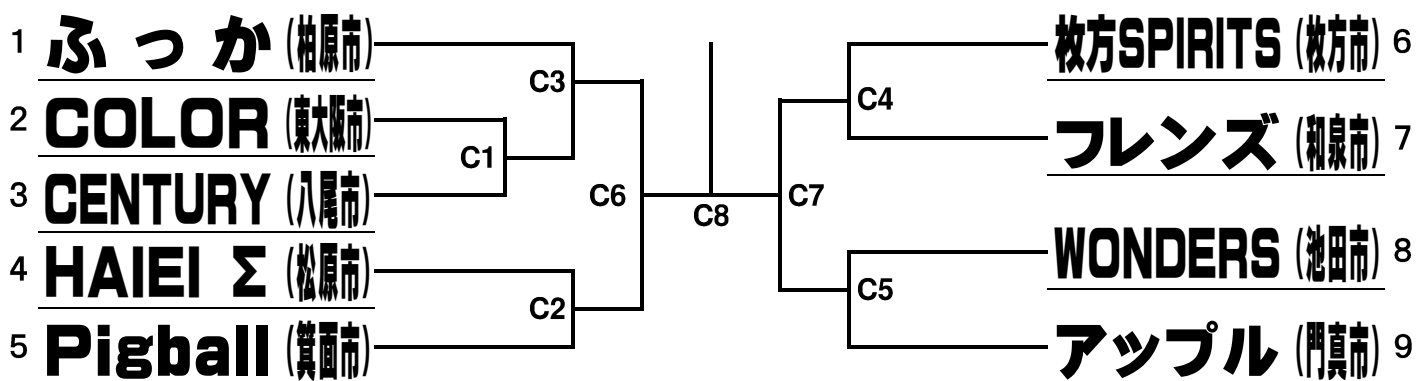 1 ふっか (柏原市)
2 COLOR (東大阪市)
3 CENTURY (八尾市)
4 HAIEI Σ (松原市)
5 Pigball (箕面市)
C3
C1
C6
C2
C8
C4
C7
C5
枚方SPIRITS (枚方市) 6
フレンズ (和泉市) 7
WONDERS (池田市) 8
アップル (門真市) 9